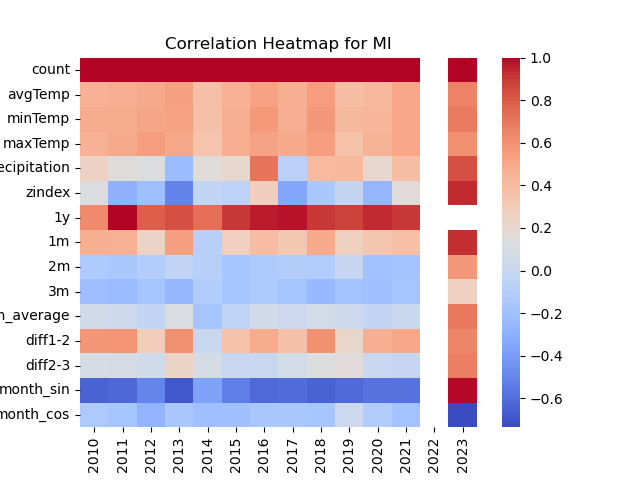 Correlation Heatmap for MI
count
avgTemp
minTemp
maxTemp
ecipitation
zindex
1y
1m
2m
3m
n_average
diff1-2
diff2-3
month_sin
month_cos
2010
2011
2012
2013
2014
2015
2016
2017
2018
2019
2020
2021
2022
2023
1.0
0.8
0.6
0.4
0.2
0.0
−0.2
−0.4
−0.6